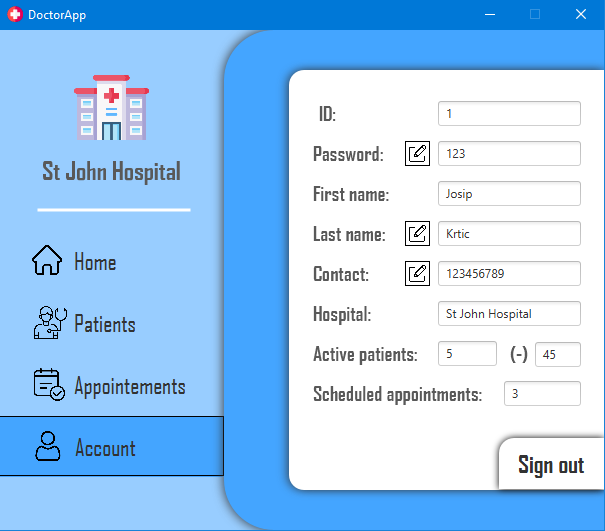 DoctorApp
St John Hospital
Home
Patients
Appointements
Account
ID: 1
Password: 123
First name: Josip
Last name: Krtic
Contact: 123456789
Hospital: St John Hospital
Active patients: 5 (-) 45
Scheduled appointments: 3
Sign out